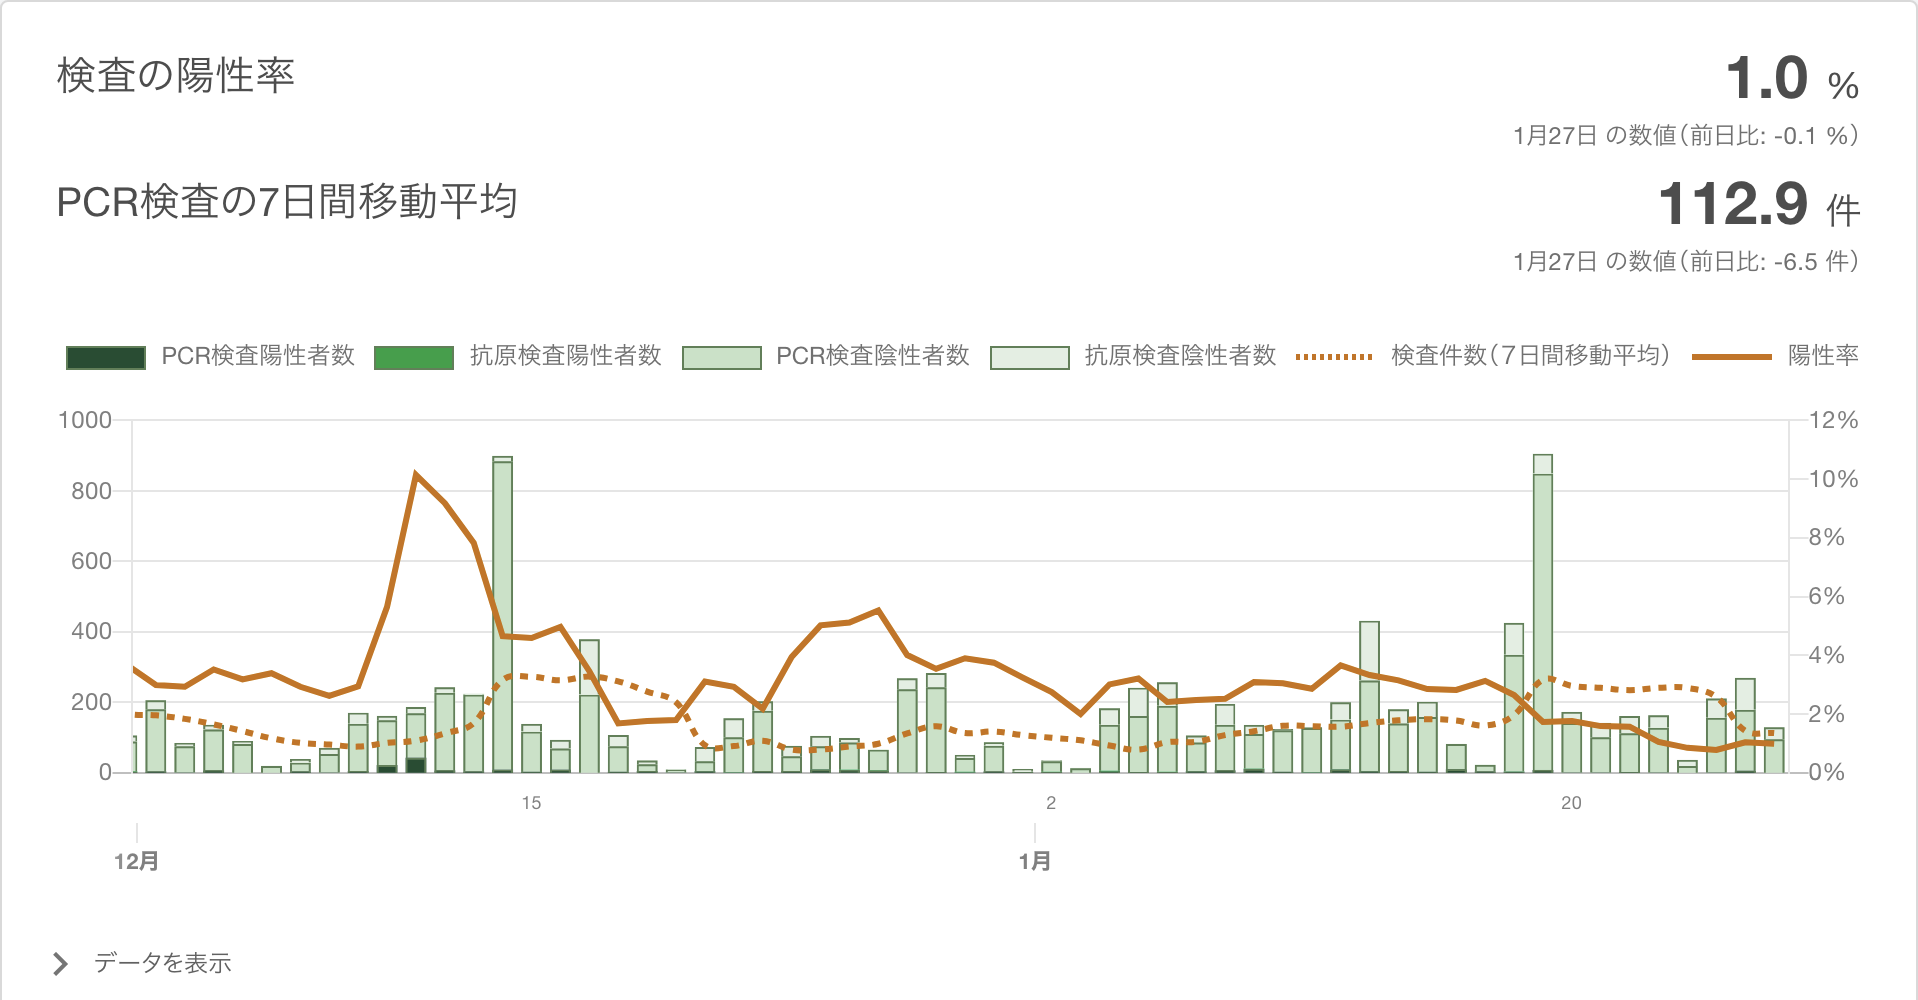 検査の陽性率
1.0 %
1月27日 の数値（前日比: -0.1 %）
PCR検査の7日間移動平均
112.9 件
1月27日 の数値（前日比: -6.5 件）
PCR検査陽性者数 抗原検査陽性者数 PCR検査陰性者数 抗原検査陰性者数 検査件数（７日間移動平均） 陽性率
1000 12%
800 10%
600 8%
400 6%
200 4%
0 2%
0%
15 2 20
12月 1月
データを表示